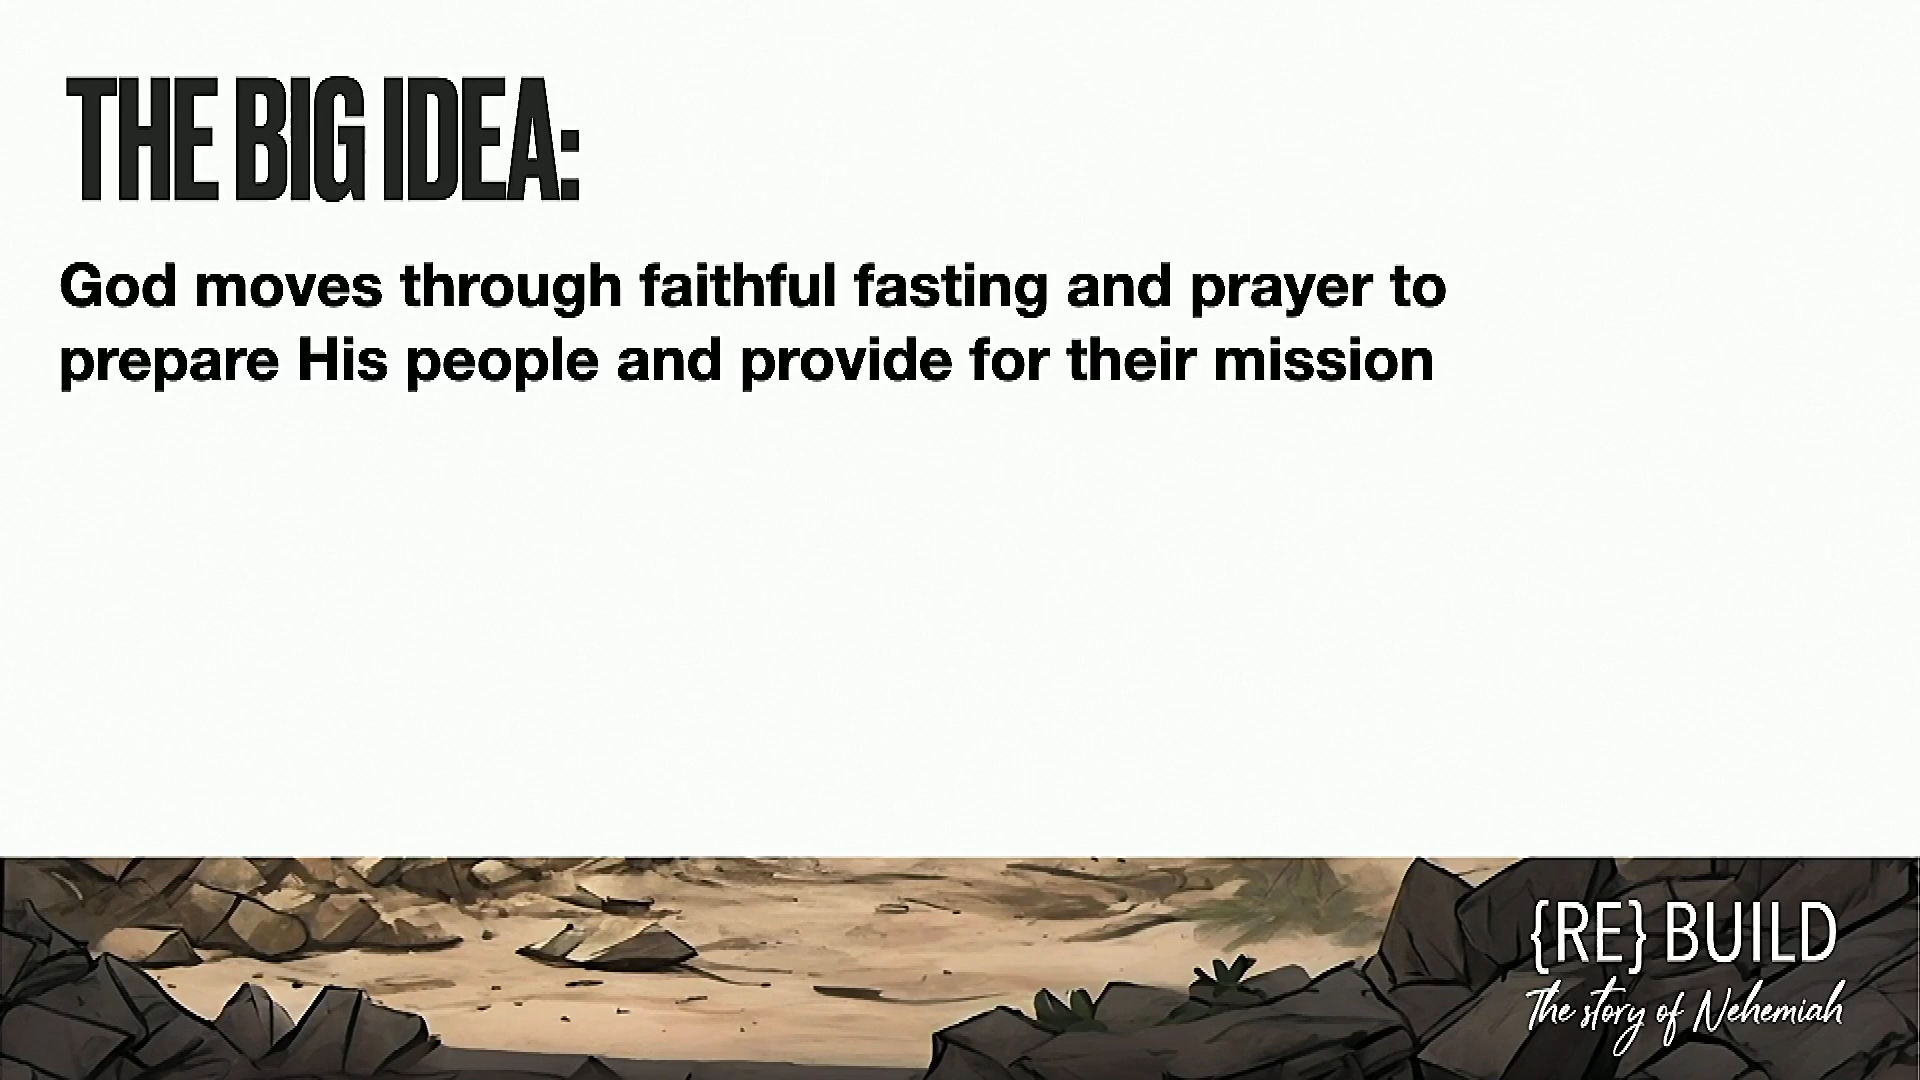 THE BIG IDEA:
God moves through faithful fasting and prayer to
prepare His people and provide for their mission
{RE} BUILD
The story of Nehemiah